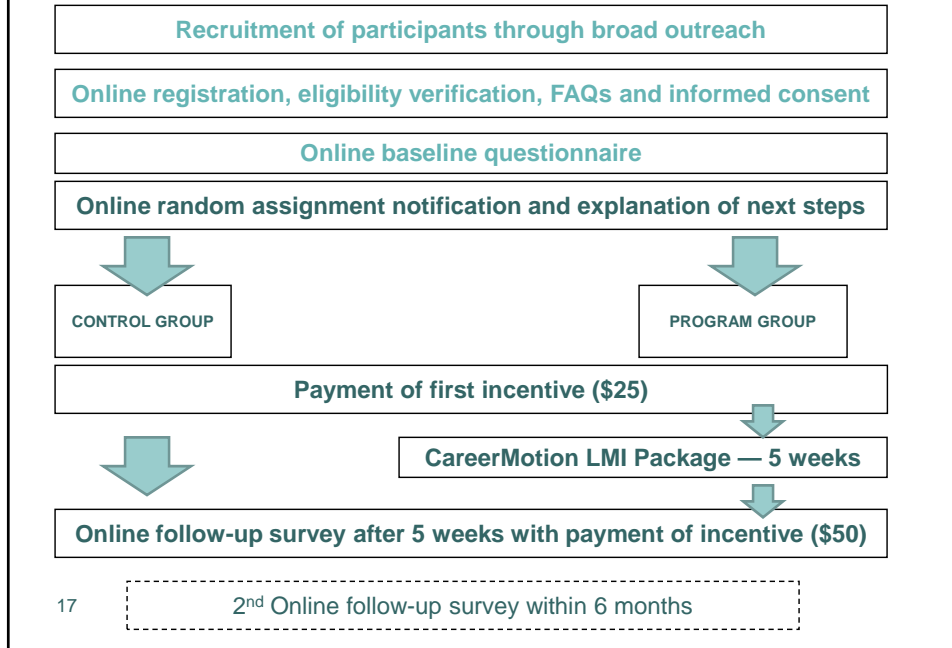 Recruitment of participants through broad outreach
Online registration, eligibility verification, FAQs and informed consent
Online baseline questionnaire
Online random assignment notification and explanation of next steps
CONTROL GROUP
PROGRAM GROUP
Payment of first incentive ($25)
CareerMotion LMI Package — 5 weeks
Online follow-up survey after 5 weeks with payment of incentive ($50)
17
2nd Online follow-up survey within 6 months